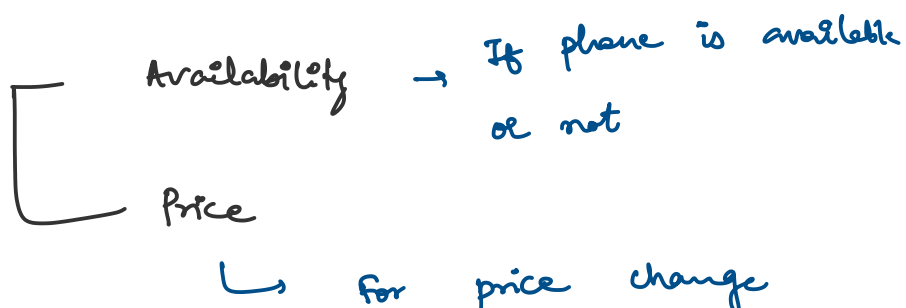 Availability → If phone is available
or not
Price
↳ For price change